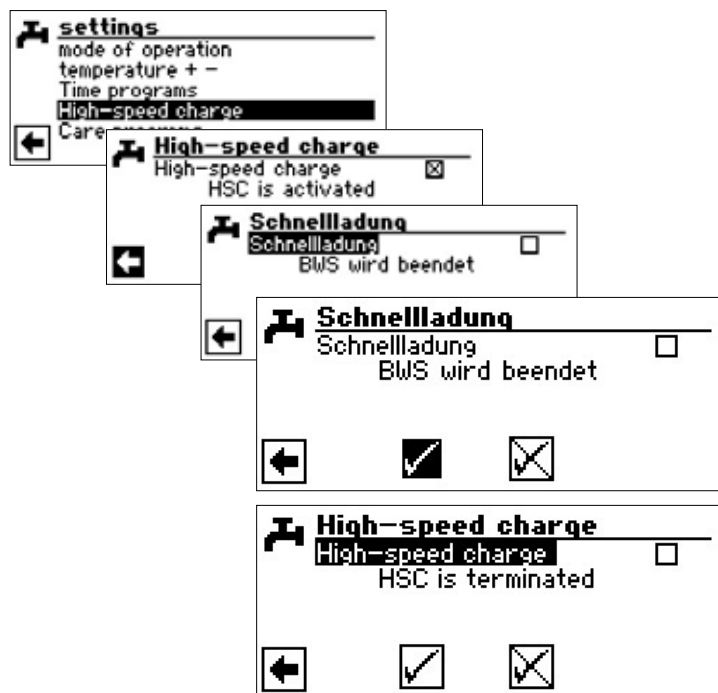 settings
mode of operation
temperature + −
Time programs
High-speed charge
Care
High-speed charge
High-speed charge
HSC is activated
Schnellladung
Schnellladung
BWS wird beendet
Schnellladung
Schnellladung
BWS wird beendet
High-speed charge
High-speed charge
HSC is terminated